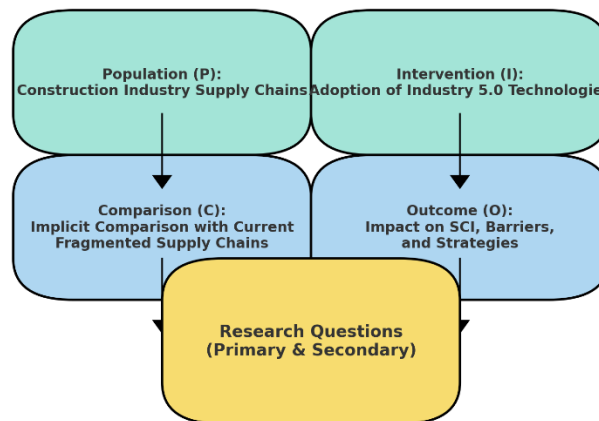 Population (P):
Construction Industry Supply Chains
Intervention (I):
Adoption of Industry 5.0 Technologie
Comparison (C):
Implicit Comparison with Current
Fragmented Supply Chains
Outcome (O):
Impact on SCI, Barriers,
and Strategies
Research Questions
(Primary & Secondary)